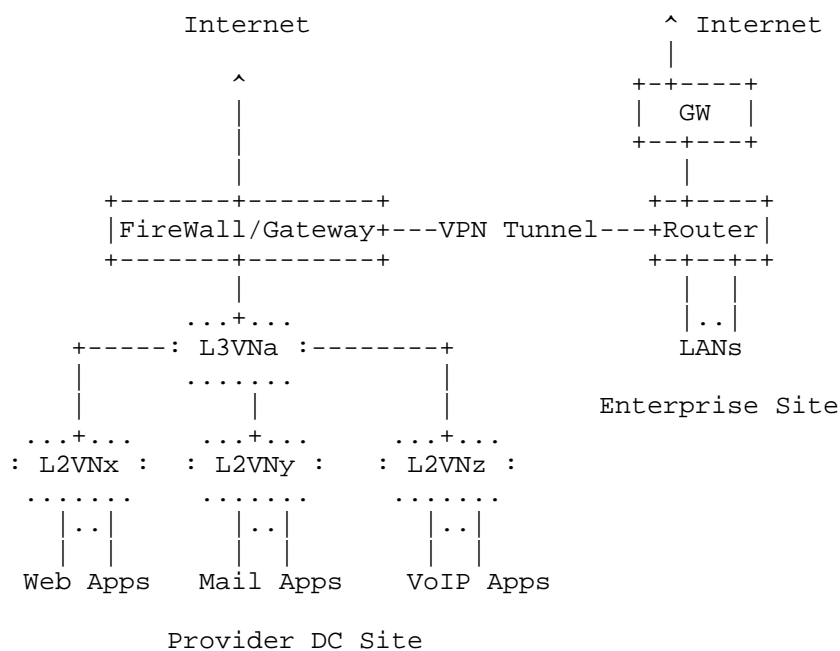 Internet ^ Internet
GW
FireWall/Gateway+---VPN Tunnel---+Router
...+...
: L3VNa : LANs
.......
Enterprise Site
...+... ...+... ...+...
: L2VNx : : L2VNy : : L2VNz :
....... ....... .......
|..| |..| |..|
Web Apps Mail Apps VoIP Apps
Provider DC Site